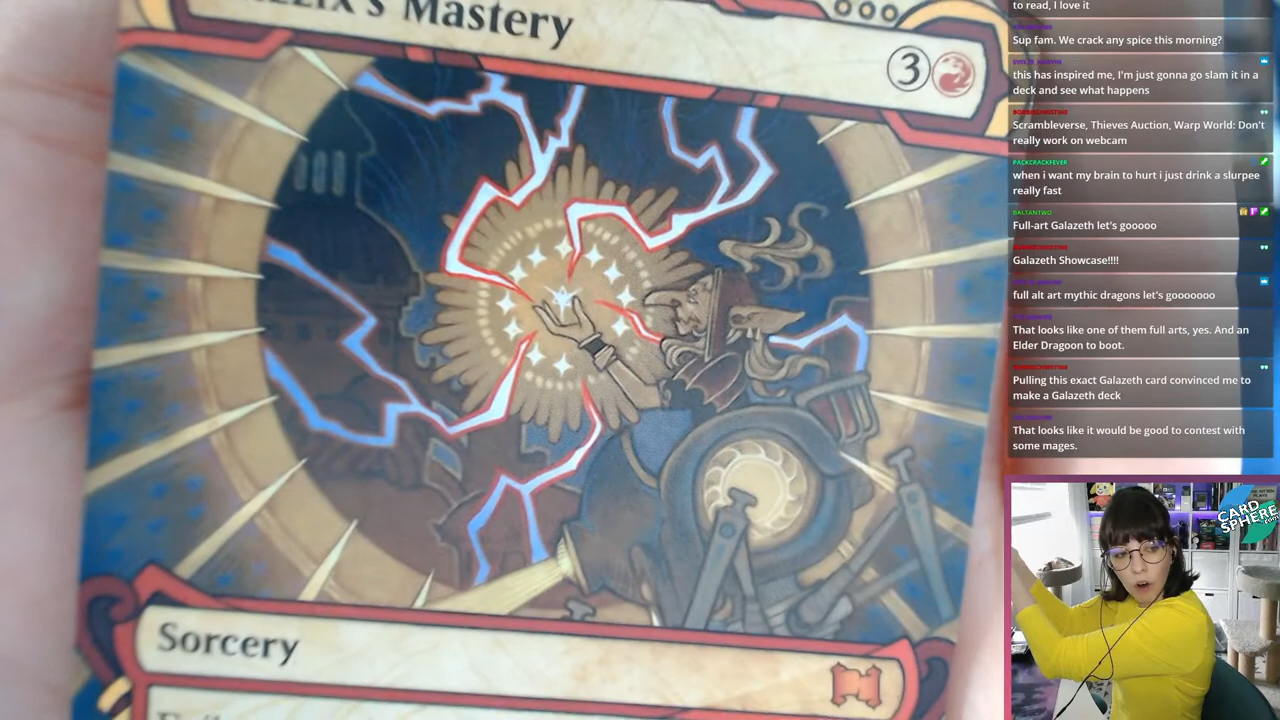 zzix's Mastery
3
Sorcery
to read, I love it
Sup fam. We crack any spice this morning?
this has inspired me, I'm just gonna go slam it in a
deck and see what happens
Scrambleverse, Thieves Auction, Warp World: Don't
really work on webcam
PACKCRACKFEVER
when i want my brain to hurt i just drink a slurpee
really fast
BALTANTWO
Full-art Galazeth let's gooooo
Galazeth Showcase!!!!
full alt art mythic dragons let's gooooooo
That looks like one of them full arts, yes. And an
Elder Dragoon to boot.
Pulling this exact Galazeth card convinced me to
make a Galazeth deck
That looks like it would be good to contest with
some mages.
CARD
SPHERE
.com